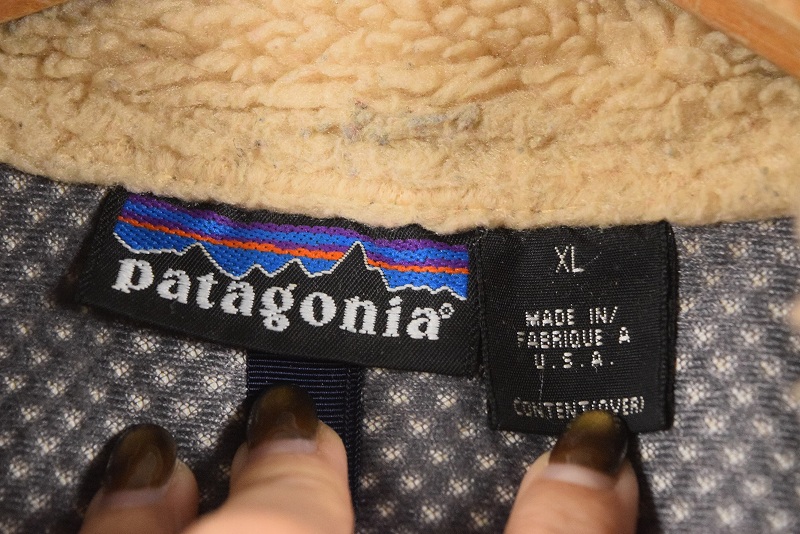 patagonia®
XL
MADE IN/
FABRIQUE A
U.S.A.
CONTENT(OVER)